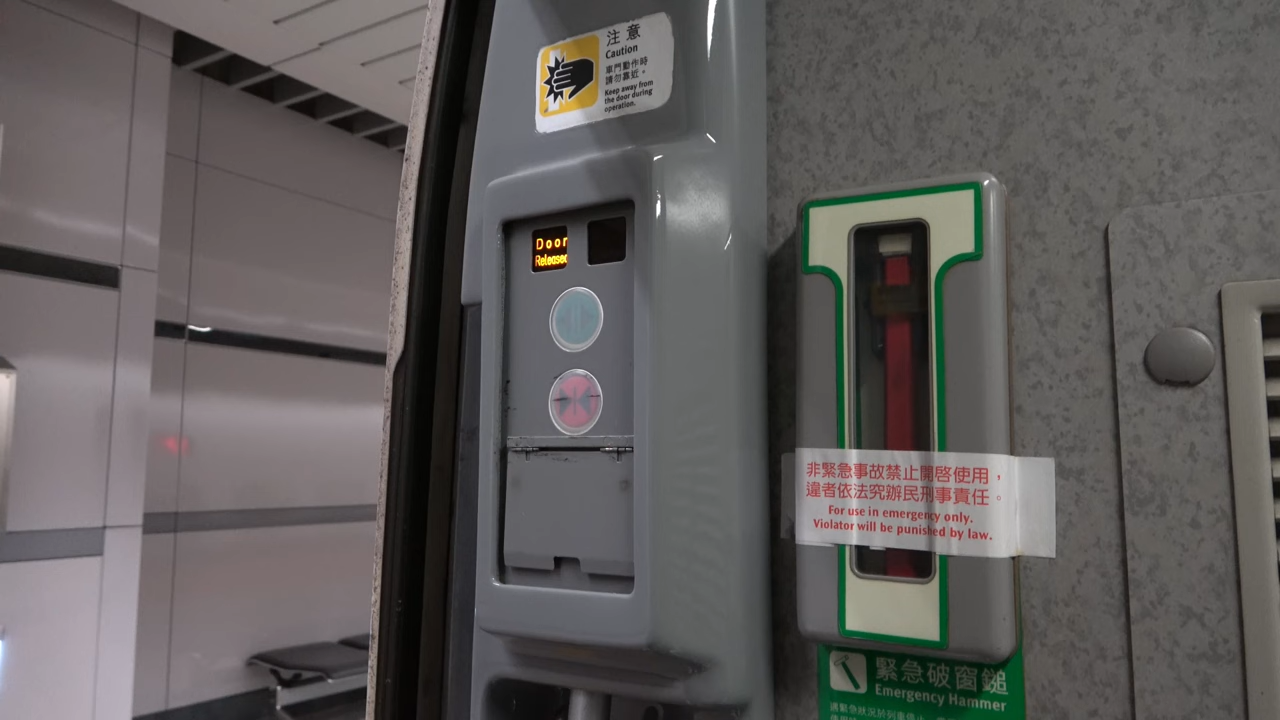 注意
Caution
車門動作時
請勿靠近。
Keep away from
the door during
operation.
Door
Released
非緊急事故禁止開啓使用，
違者依法究辦民刑事責任。
For use in emergency only.
Violator will be punished by law.
緊急破窗鎚
Emergency Hammer